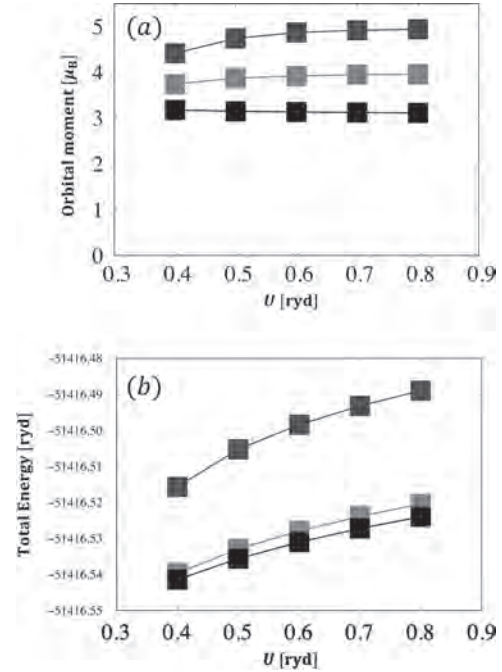 (a)
Orbital moment [μB]
5
4
3
2
1
0
0.3 0.4 0.5 0.6 0.7 0.8 0.9
U [ryd]
(b)
Total Energy [ryd]
−51416.48
−51416.49
−51416.50
−51416.51
−51416.52
−51416.53
−51416.54
−51416.55
0.3 0.4 0.5 0.6 0.7 0.8 0.9
U [ryd]